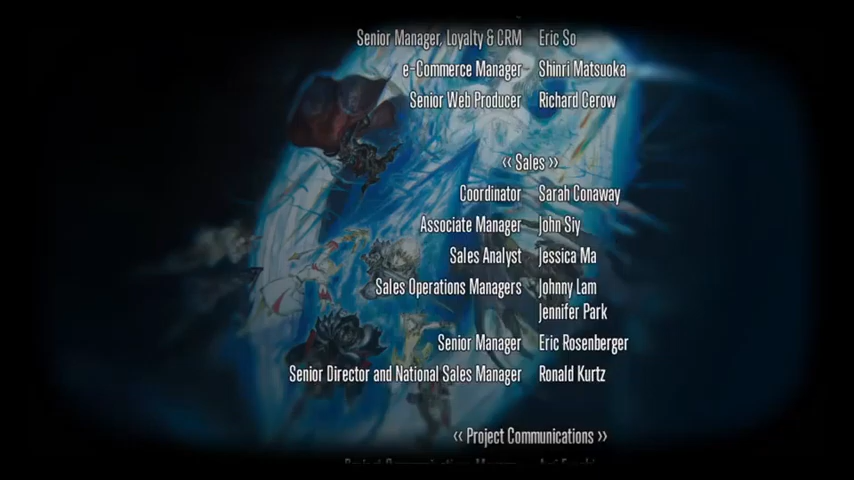 Senior Manager, Loyalty & CRM Eric So
e-Commerce Manager Shinri Matsuoka
Senior Web Producer Richard Cerow
‹‹ Sales ››
Coordinator Sarah Conaway
Associate Manager John Siy
Sales Analyst Jessica Ma
Sales Operations Managers Johnny Lam
Jennifer Park
Senior Manager Eric Rosenberger
Senior Director and National Sales Manager Ronald Kurtz
‹‹ Project Communications ››